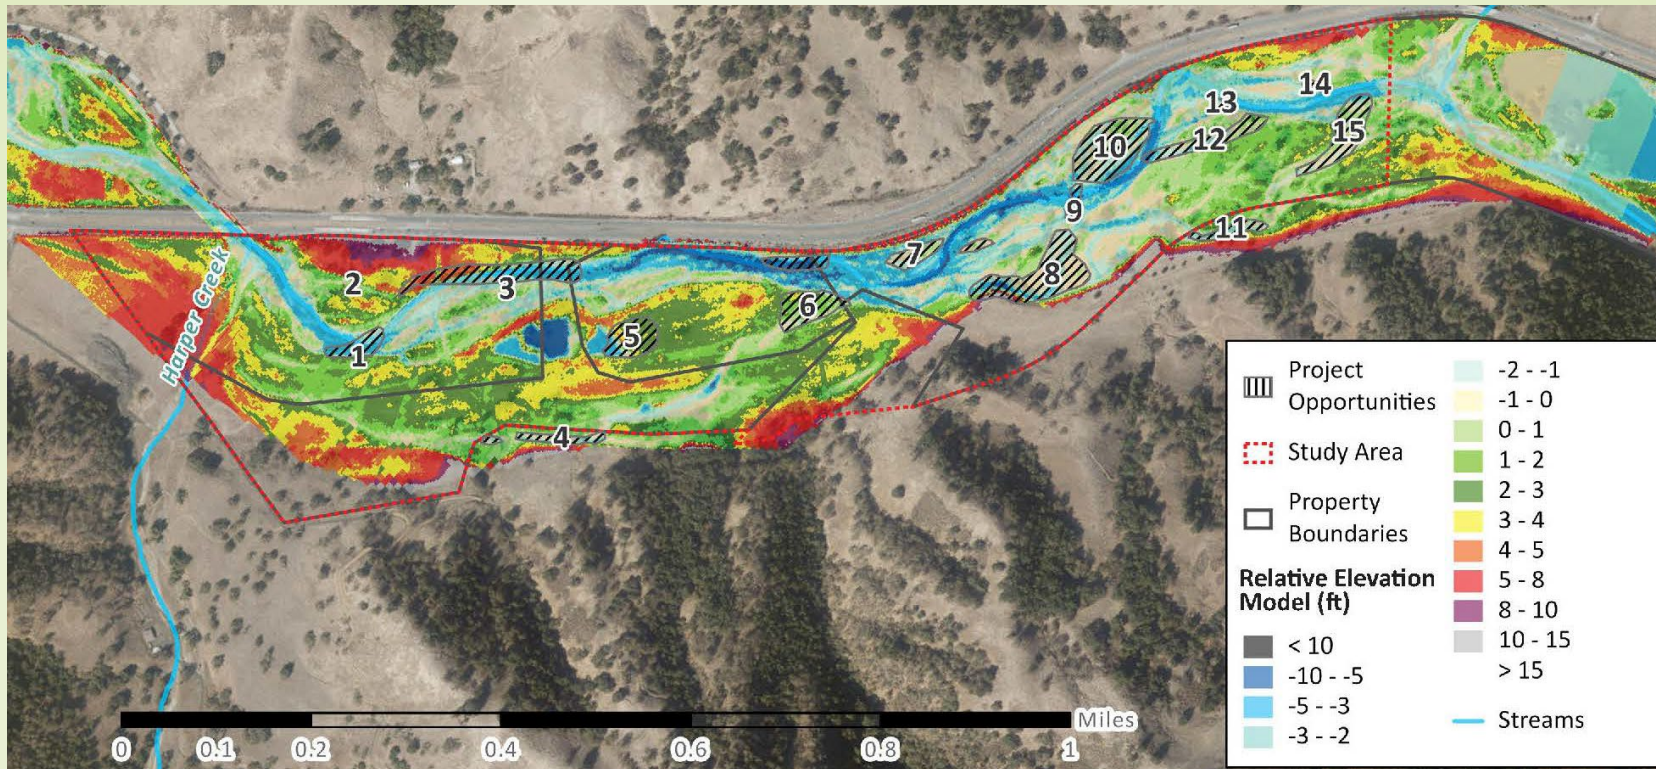 14
13
15
12
10
9
11
7
8
2
3
6
5
1
4
Harper Creek
Project
Opportunities
Study Area
Property
Boundaries
Relative Elevation
Model (ft)
< 10
-10 - -5
-5 - -3
-3 - -2
-2 - -1
-1 - 0
0 - 1
1 - 2
2 - 3
3 - 4
4 - 5
5 - 8
8 - 10
10 - 15
> 15
Streams
Miles
0 0.1 0.2 0.4 0.6 0.8 1